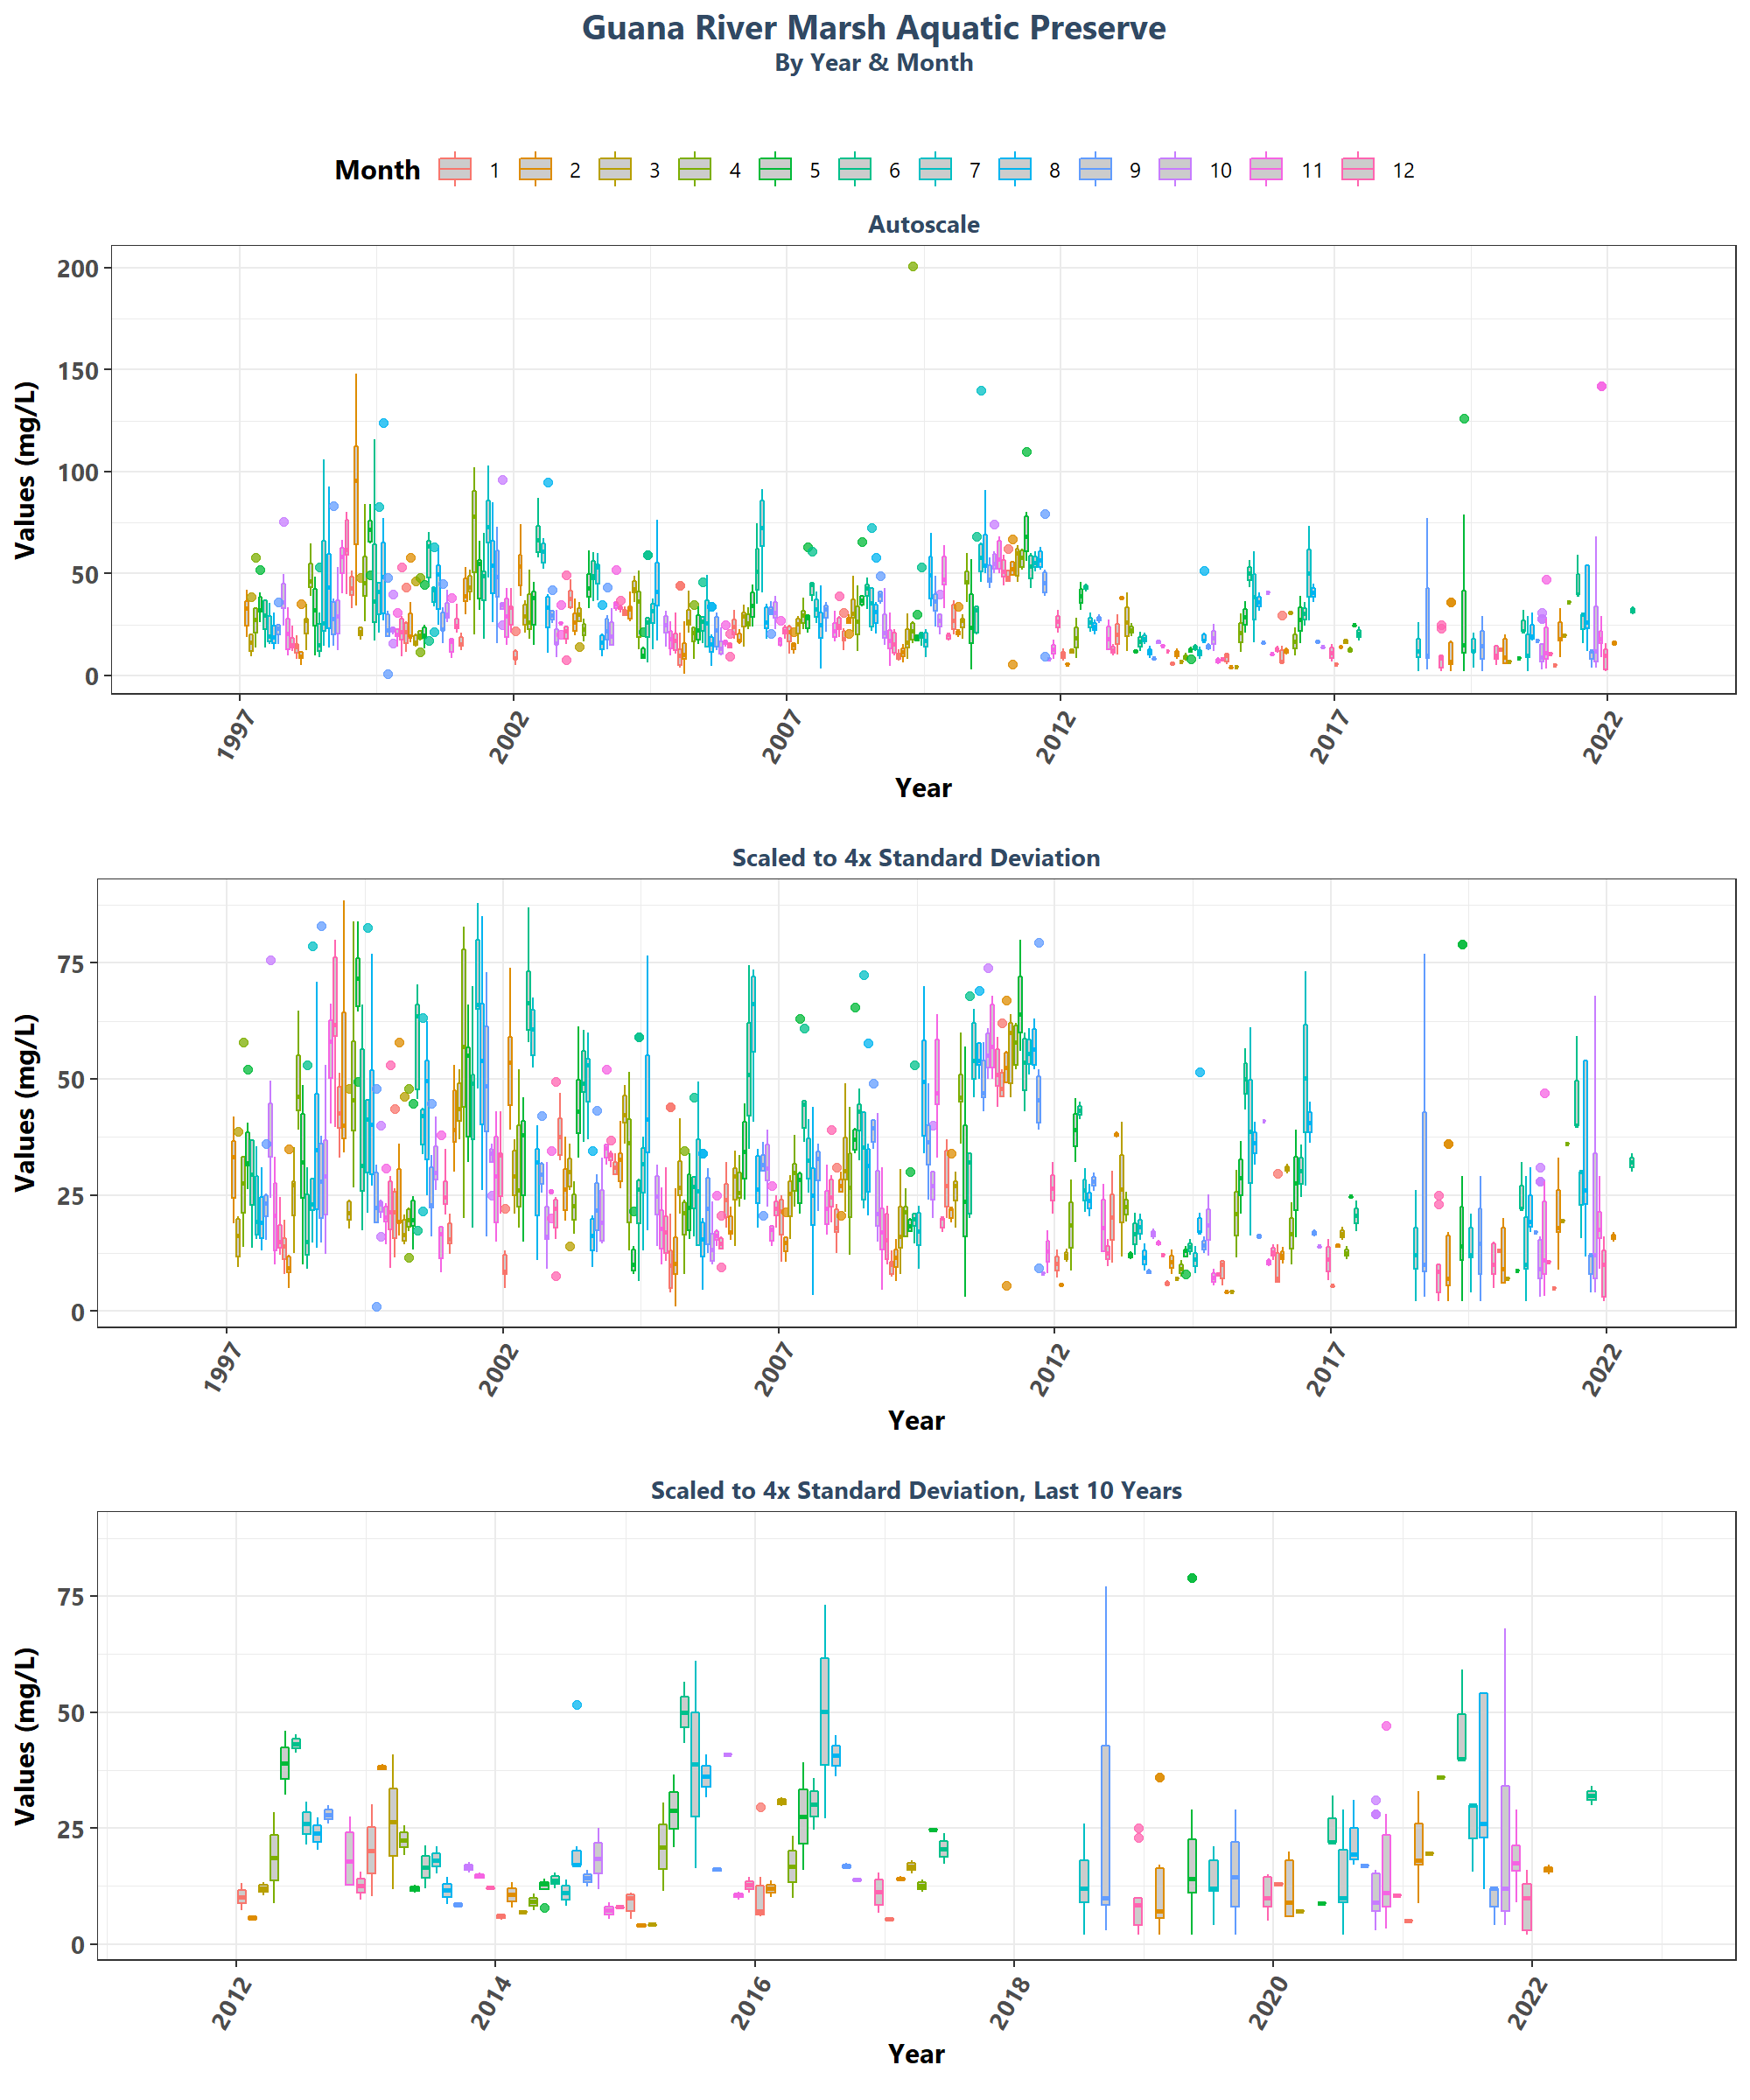 Guana River Marsh Aquatic Preserve
By Year & Month
Month 1 2 3 4 5 6 7 8 9 10 11 12
Autoscale
Values (mg/L)
200
150
100
50
0
1997 2002 2007 2012 2017 2022
Year
Scaled to 4x Standard Deviation
Values (mg/L)
75
50
25
0
1997 2002 2007 2012 2017 2022
Year
Scaled to 4x Standard Deviation, Last 10 Years
Values (mg/L)
75
50
25
0
2012 2014 2016 2018 2020 2022
Year